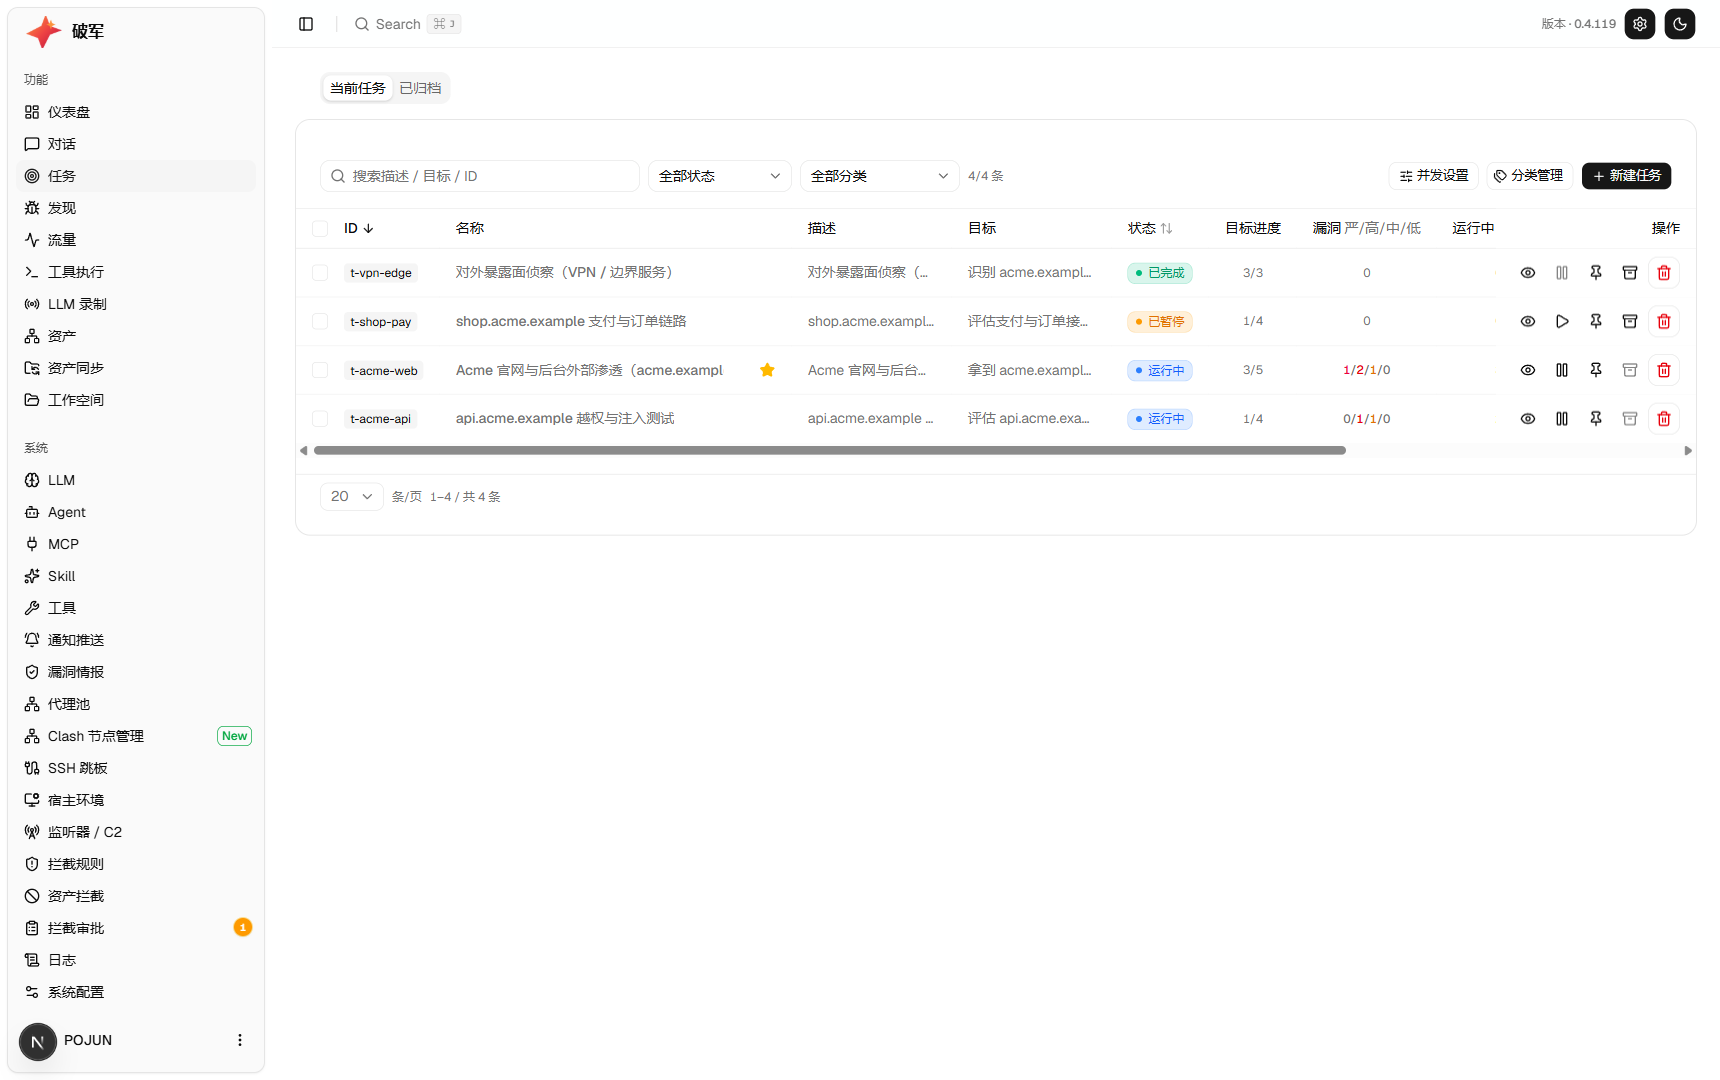 破军
功能
仪表盘
对话
任务
发现
流量
工具执行
LLM 录制
资产
资产同步
工作空间
系统
LLM
Agent
MCP
Skill
工具
通知推送
漏洞情报
代理池
Clash 节点管理 New
SSH 跳板
宿主环境
监听器 / C2
拦截规则
资产拦截
拦截审批 1
日志
系统配置
N POJUN
Search ⌘ J
版本 · 0.4.119
当前任务 已归档
搜索描述 / 目标 / ID 全部状态 全部分类 4/4 条 并发设置 分类管理 + 新建任务
ID ↓ 名称 描述 目标 状态 目标进度 漏洞 严/高/中/低 运行中 操作
t-vpn-edge 对外暴露面侦察（VPN / 边界服务） 对外暴露面侦察（... 识别 acme.exampl... 已完成 3/3 0
t-shop-pay shop.acme.example 支付与订单链路 shop.acme.exampl... 评估支付与订单接... 已暂停 1/4 0
t-acme-web Acme 官网与后台外部渗透（acme.exampl Acme 官网与后台... 拿到 acme.exampl... 运行中 3/5 1/2/1/0
t-acme-api api.acme.example 越权与注入测试 api.acme.example ... 评估 api.acme.exa... 运行中 1/4 0/1/1/0
20 条/页 1–4 / 共 4 条